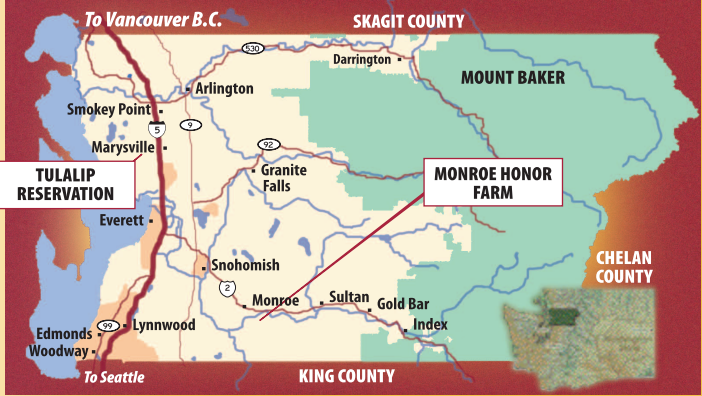 To Vancouver B.C.
SKAGIT COUNTY
530
Darrington
MOUNT BAKER
Arlington
Smokey Point
5
9
Marysville
92
Granite
Falls
TULALIP
RESERVATION
MONROE HONOR
FARM
Everett
CHELAN
COUNTY
Snohomish
2
Monroe
Sultan
Gold Bar
Index
Edmonds
99
Lynnwood
Woodway
To Seattle
KING COUNTY